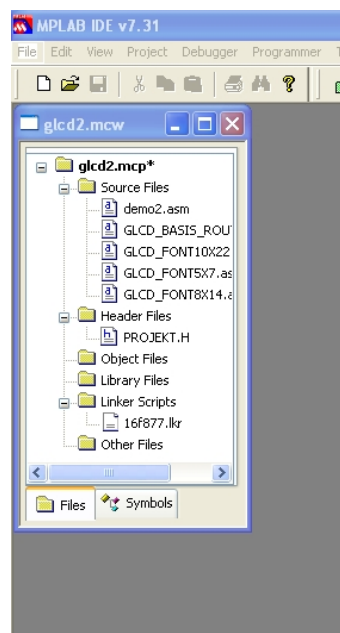 MPLAB IDE v7.31
File Edit View Project Debugger Programmer
glcd2.mcw
glcd2.mcp*
Source Files
demo2.asm
GLCD_BASIS_ROU
GLCD_FONT10X22
GLCD_FONT5X7.as
GLCD_FONT8X14.a
Header Files
PROJEKT.H
Object Files
Library Files
Linker Scripts
16f877.lkr
Other Files
Files Symbols